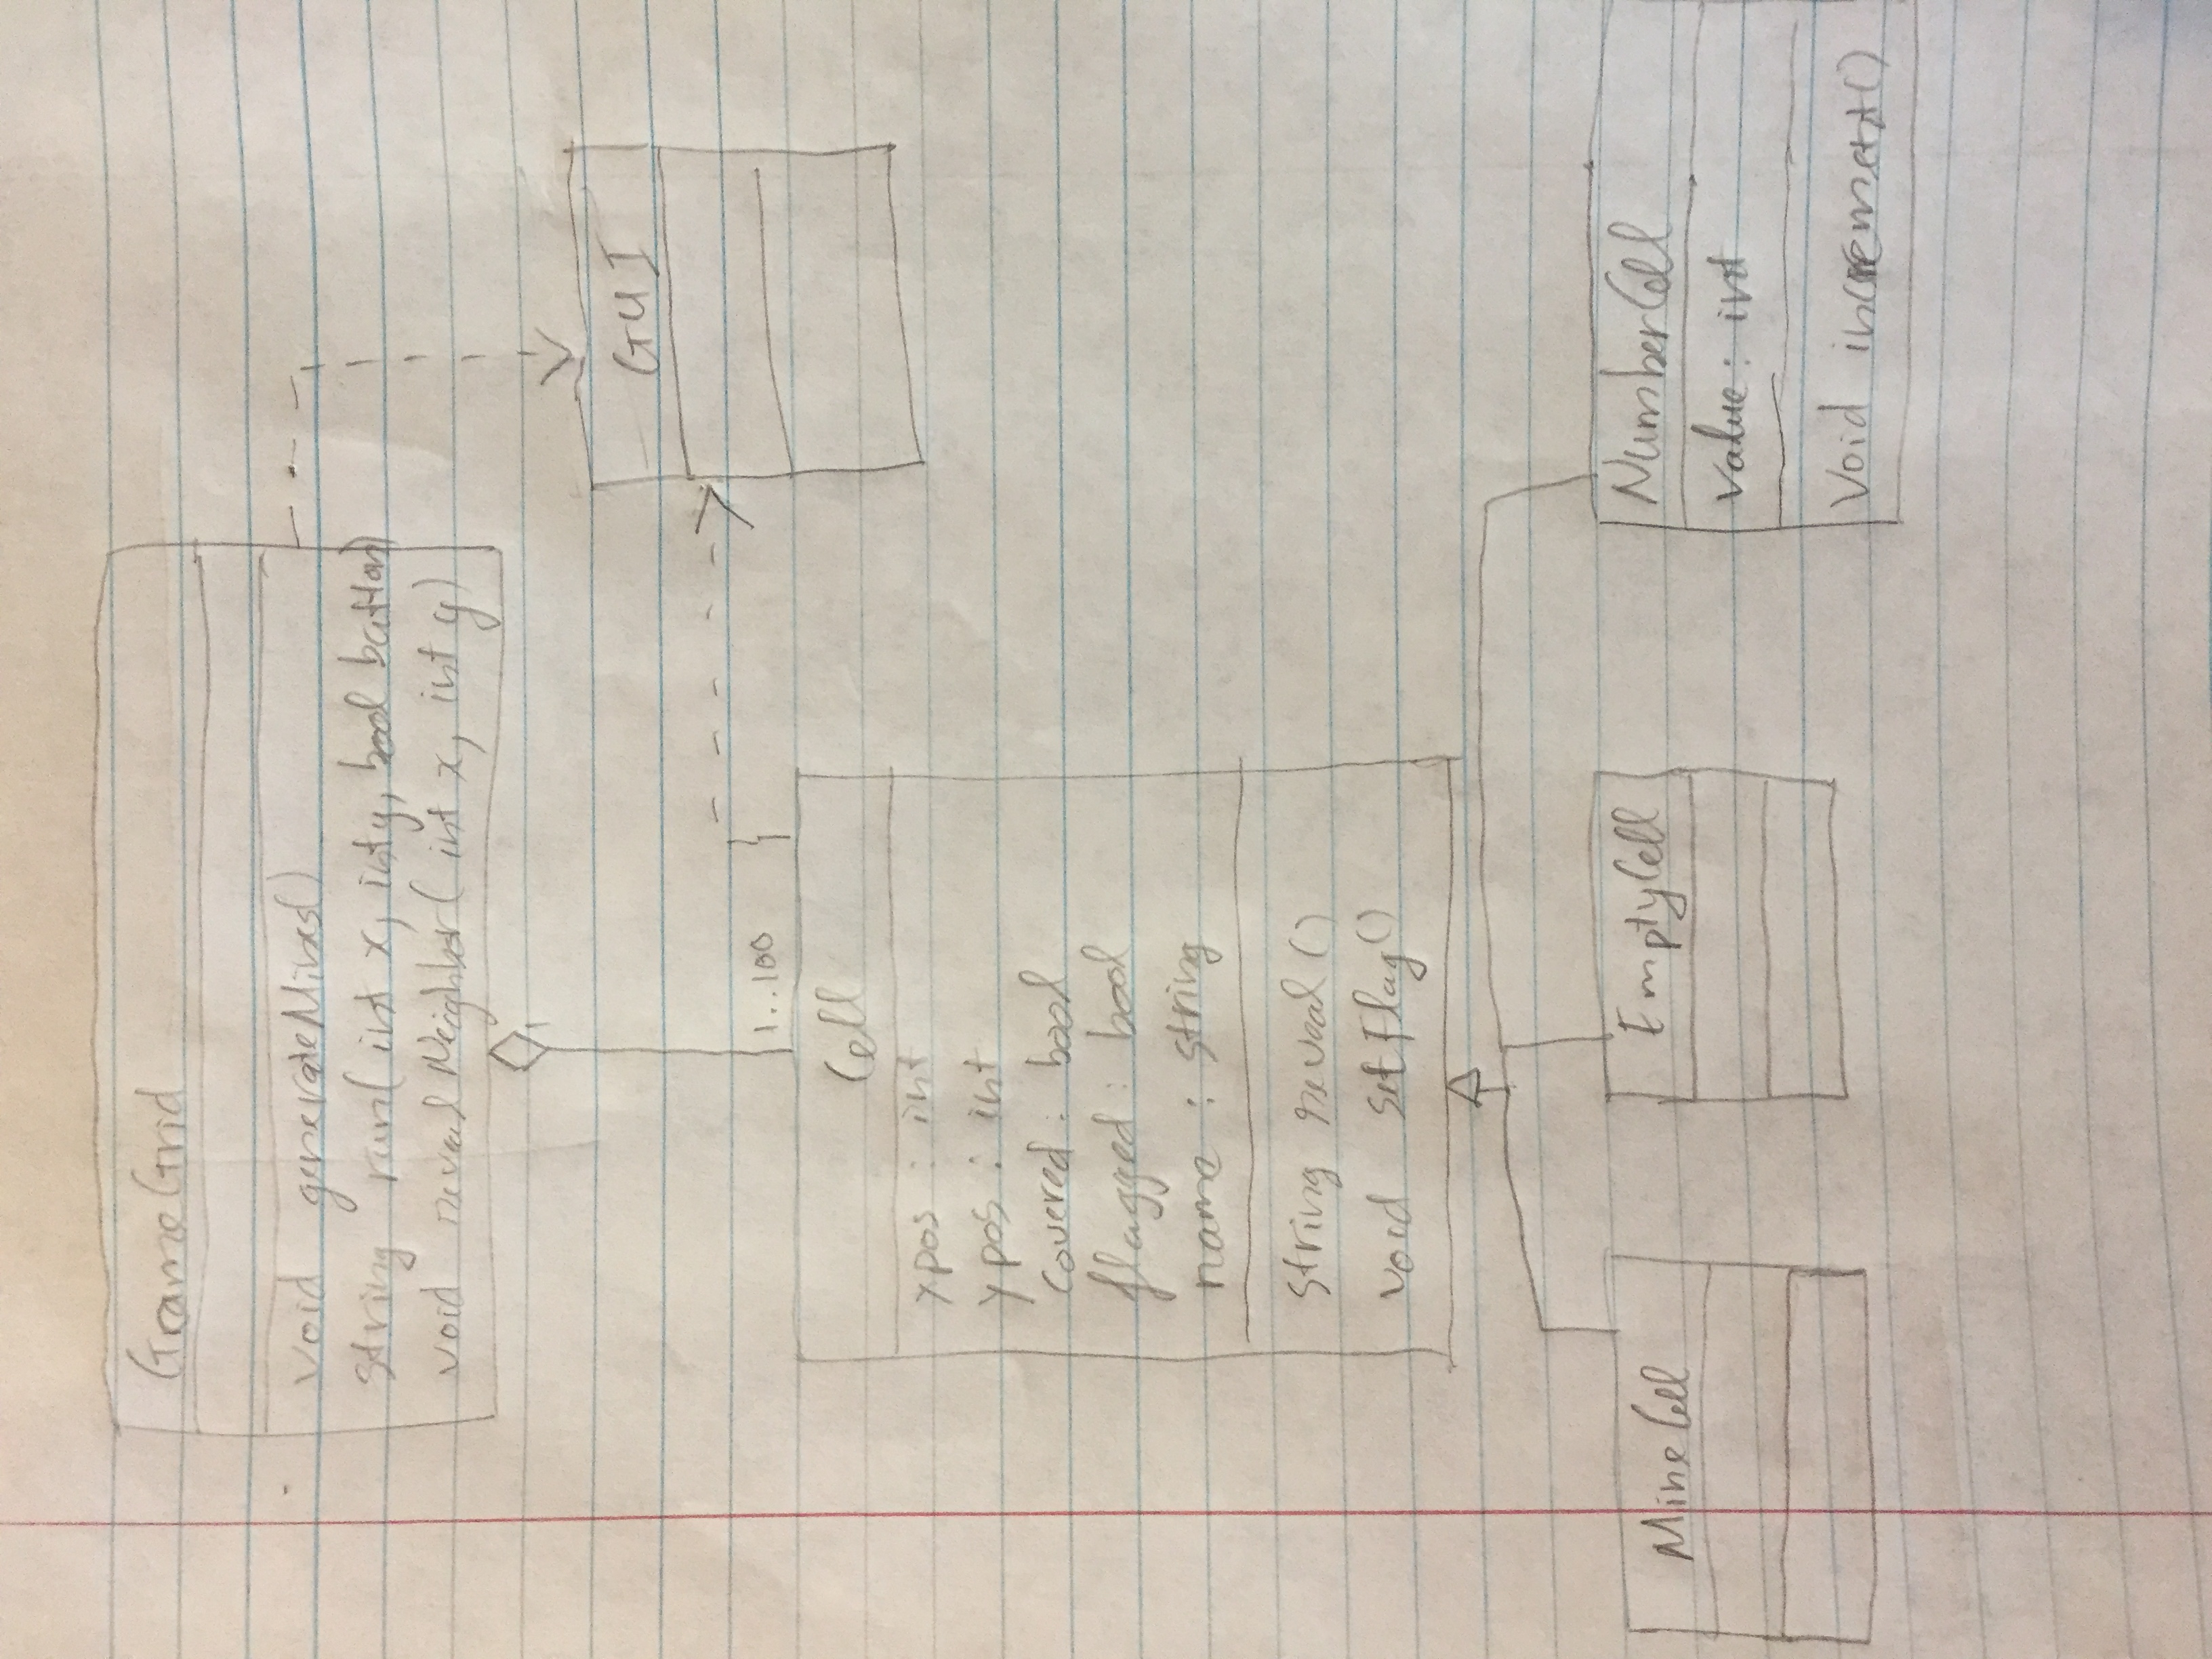 GameGrid
void generateMines()
string run( int x, int y, bool button)
void revealNeighbor( int x, int y)
1
GUI
1..100
Cell
xpos : int
ypos : int
covered : bool
flagged : bool
name : string
string reveal()
void setFlag()
MineCell
EmptyCell
NumberCell
value : int
void increment()